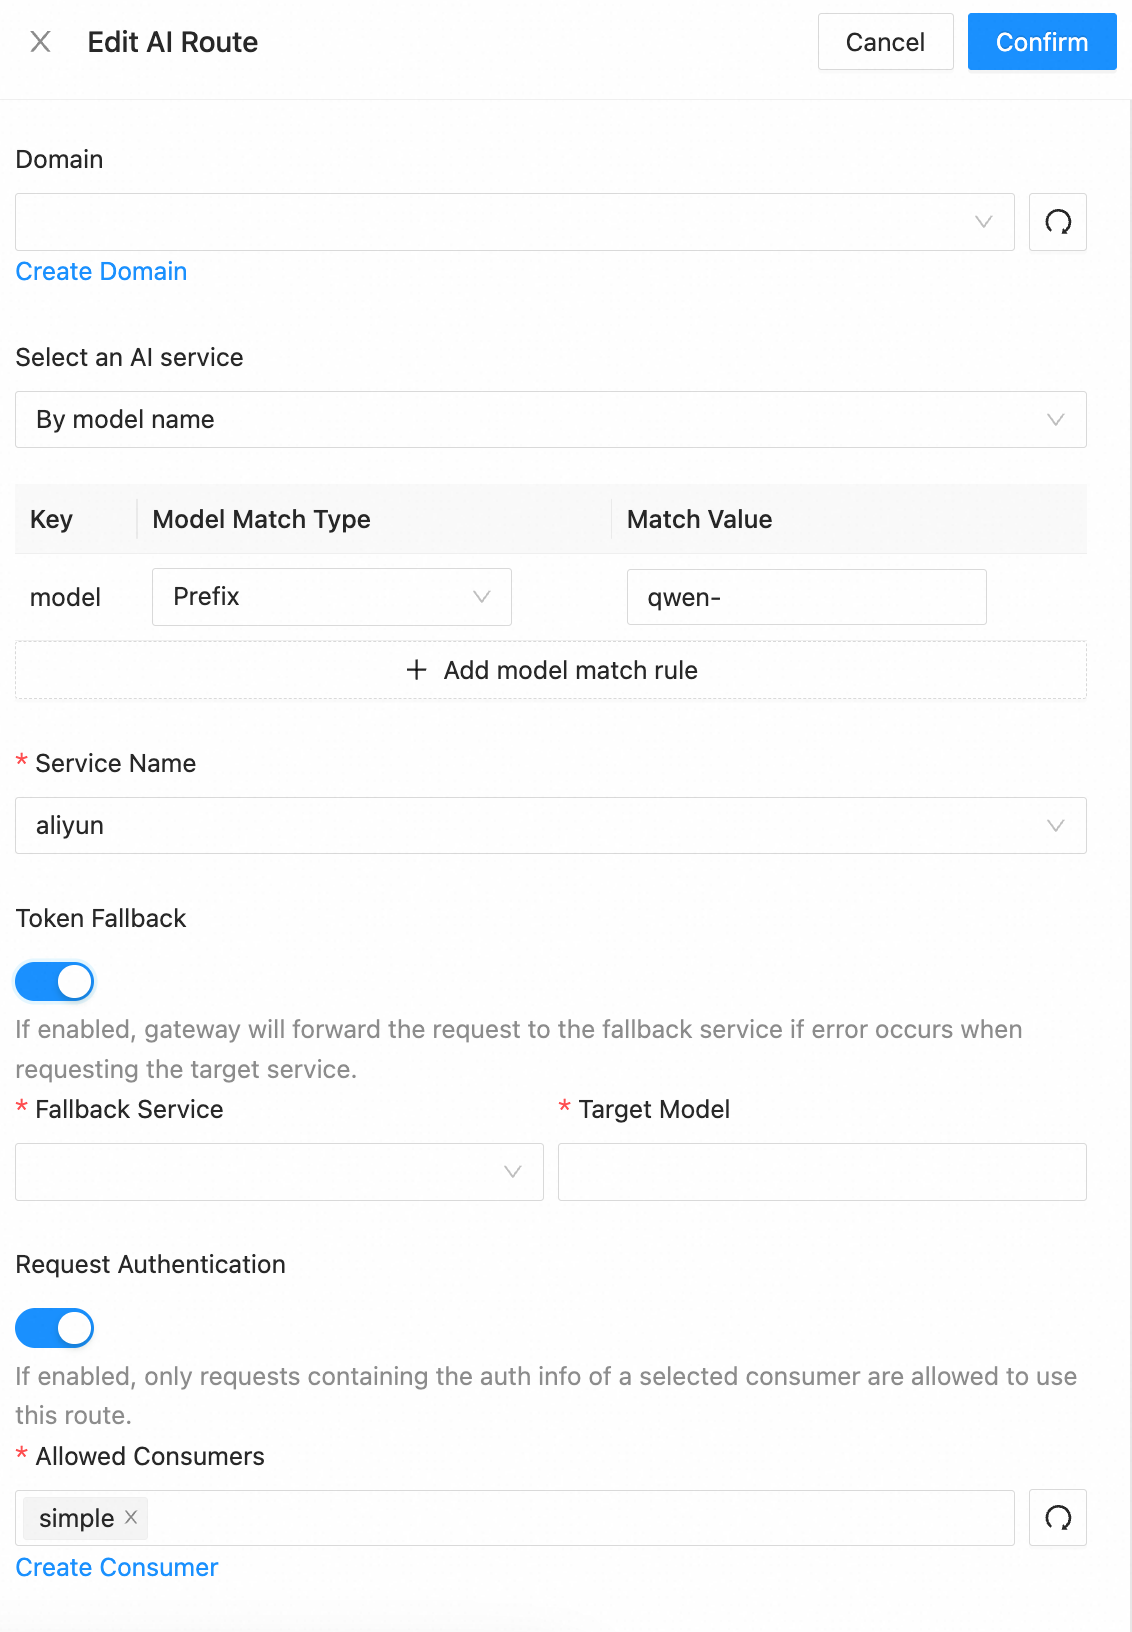 Edit AI Route
Cancel
Confirm
Domain
Create Domain
Select an AI service
By model name
Key Model Match Type Match Value
model Prefix qwen-
Add model match rule
* Service Name
aliyun
Token Fallback
If enabled, gateway will forward the request to the fallback service if error occurs when
requesting the target service.
* Fallback Service * Target Model
Request Authentication
If enabled, only requests containing the auth info of a selected consumer are allowed to use
this route.
* Allowed Consumers
simple
Create Consumer